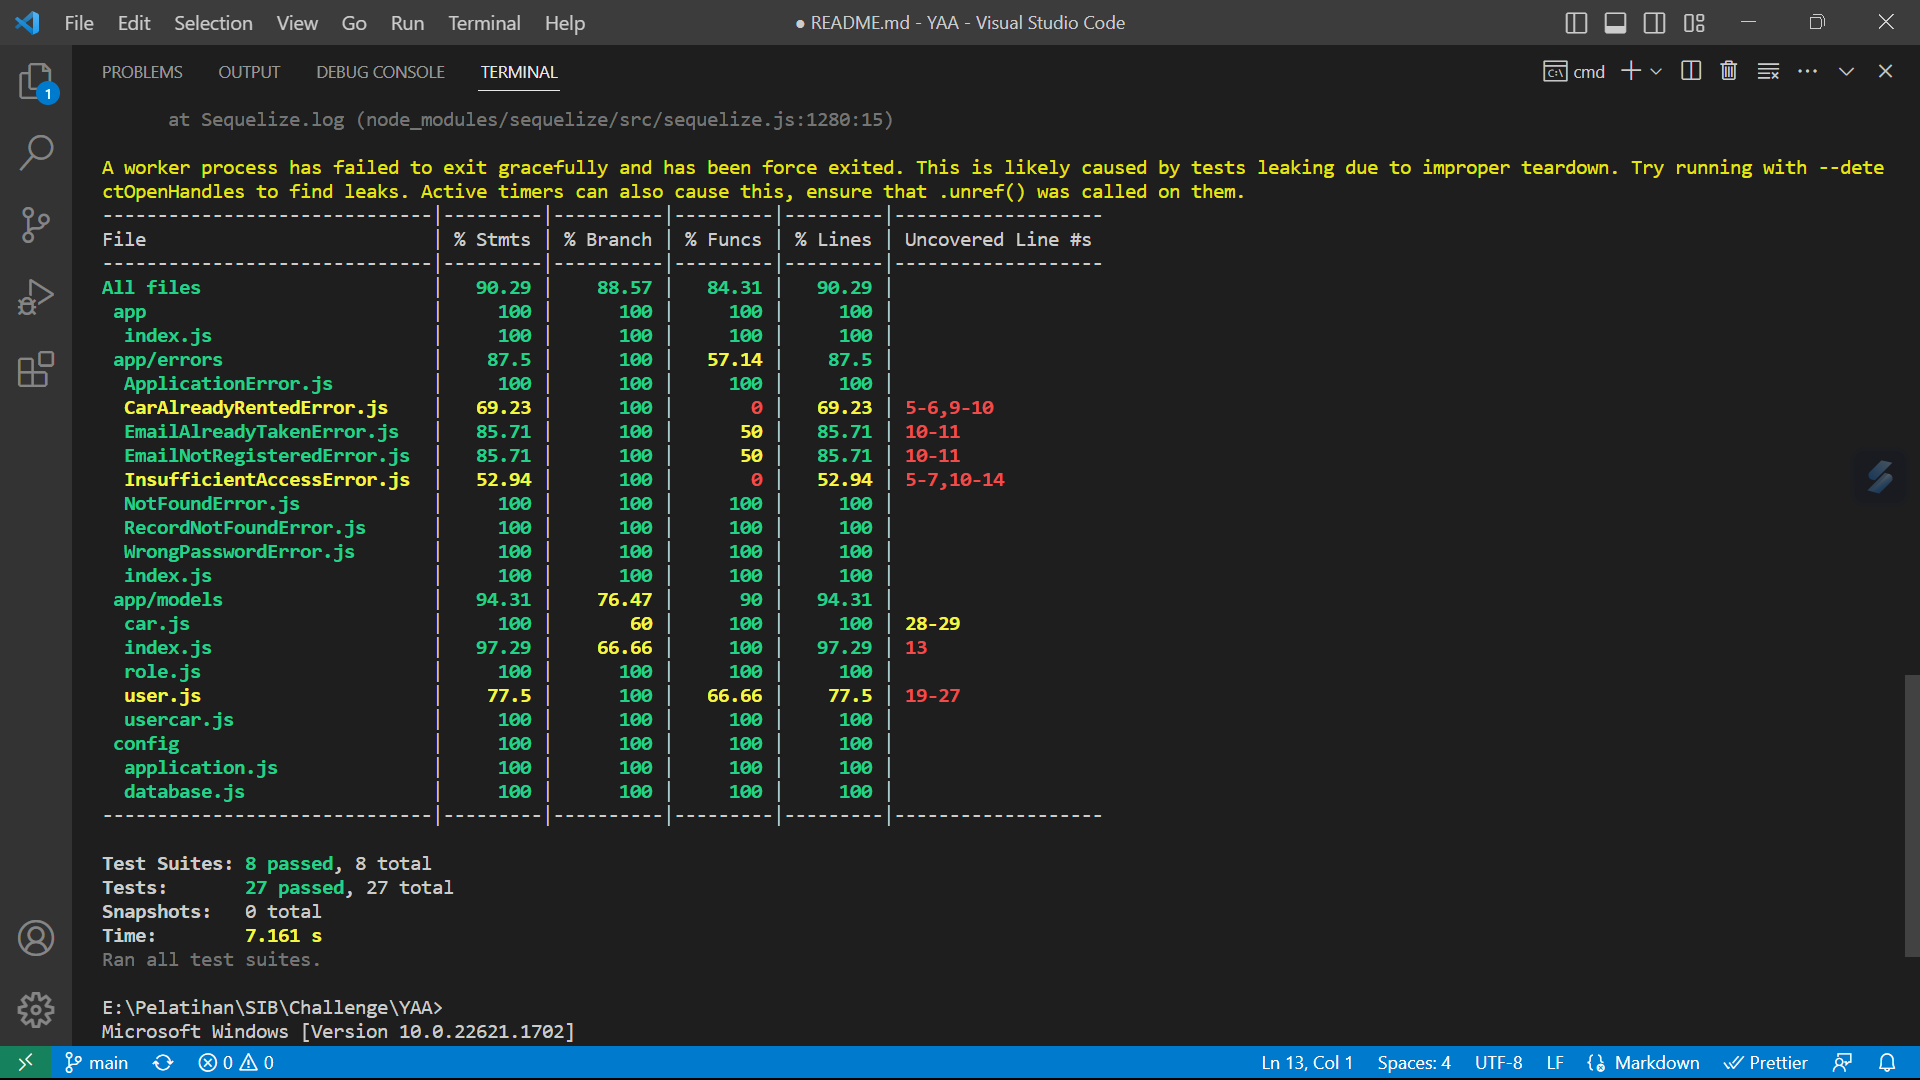 File Edit Selection View Go Run Terminal Help ● README.md - YAA - Visual Studio Code
1
PROBLEMS OUTPUT DEBUG CONSOLE TERMINAL cmd
at Sequelize.log (node_modules/sequelize/src/sequelize.js:1280:15)
A worker process has failed to exit gracefully and has been force exited. This is likely caused by tests leaking due to improper teardown. Try running with --dete
ctOpenHandles to find leaks. Active timers can also cause this, ensure that .unref() was called on them.
------------------------------|---------|----------|---------|---------|-------------------
File | % Stmts | % Branch | % Funcs | % Lines | Uncovered Line #s
------------------------------|---------|----------|---------|---------|-------------------
All files | 90.29 | 88.57 | 84.31 | 90.29 |
app | 100 | 100 | 100 | 100 |
index.js | 100 | 100 | 100 | 100 |
app/errors | 87.5 | 100 | 57.14 | 87.5 |
ApplicationError.js | 100 | 100 | 100 | 100 |
CarAlreadyRentedError.js | 69.23 | 100 | 0 | 69.23 | 5-6,9-10
EmailAlreadyTakenError.js | 85.71 | 100 | 50 | 85.71 | 10-11
EmailNotRegisteredError.js | 85.71 | 100 | 50 | 85.71 | 10-11
InsufficientAccessError.js | 52.94 | 100 | 0 | 52.94 | 5-7,10-14
NotFoundError.js | 100 | 100 | 100 | 100 |
RecordNotFoundError.js | 100 | 100 | 100 | 100 |
WrongPasswordError.js | 100 | 100 | 100 | 100 |
index.js | 100 | 100 | 100 | 100 |
app/models | 94.31 | 76.47 | 90 | 94.31 |
car.js | 100 | 60 | 100 | 100 | 28-29
index.js | 97.29 | 66.66 | 100 | 97.29 | 13
role.js | 100 | 100 | 100 | 100 |
user.js | 77.5 | 100 | 66.66 | 77.5 | 19-27
usercar.js | 100 | 100 | 100 | 100 |
config | 100 | 100 | 100 | 100 |
application.js | 100 | 100 | 100 | 100 |
database.js | 100 | 100 | 100 | 100 |
------------------------------|---------|----------|---------|---------|-------------------
Test Suites: 8 passed, 8 total
Tests: 27 passed, 27 total
Snapshots: 0 total
Time: 7.161 s
Ran all test suites.
E:\Pelatihan\SIB\Challenge\YAA>
Microsoft Windows [Version 10.0.22621.1702]
main 0 0 Ln 13, Col 1 Spaces: 4 UTF-8 LF Markdown Prettier